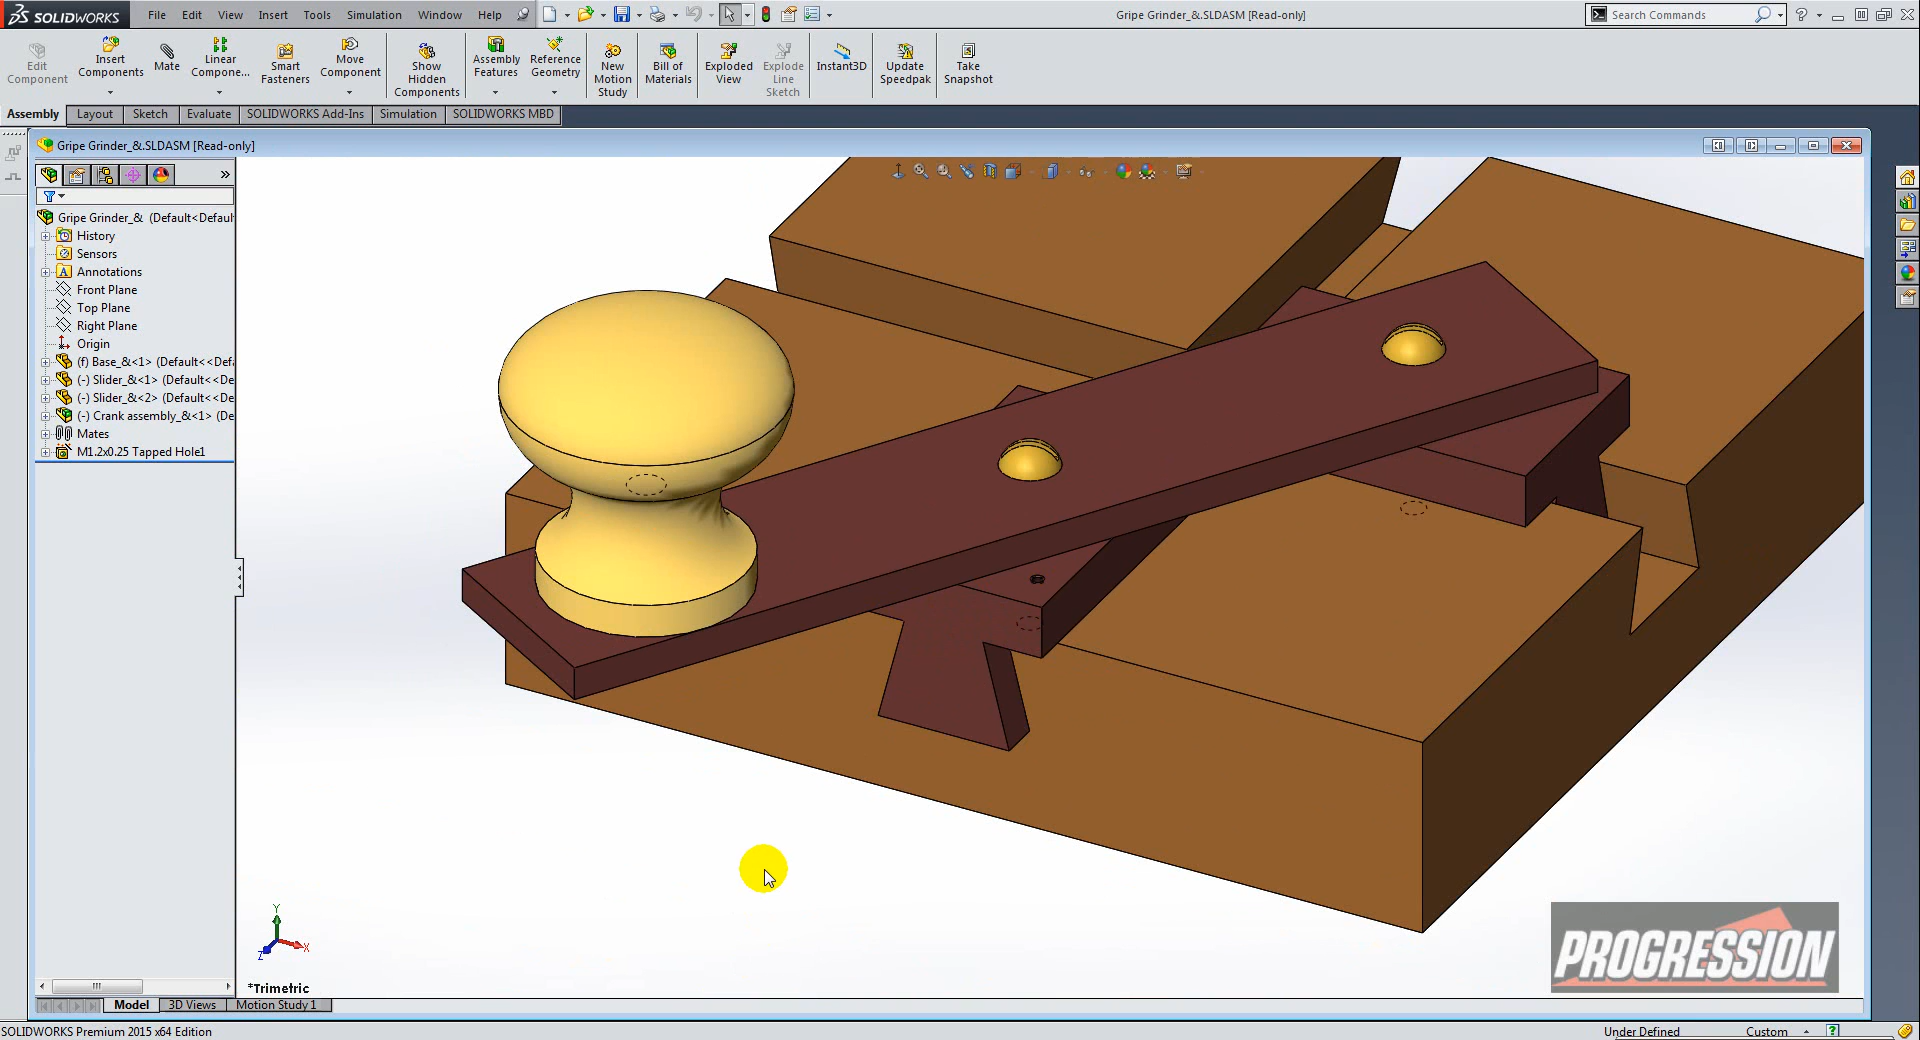 SOLIDWORKS File Edit View Insert Tools Simulation Window Help Gripe Grinder_&.SLDASM [Read-only] Search Commands ?
Edit Component
Insert Components
Mate
Linear Compone...
Smart Fasteners
Move Component
Show Hidden Components
Assembly Features
Reference Geometry
New Motion Study
Bill of Materials
Exploded View
Explode Line Sketch
Instant3D
Update Speedpak
Take Snapshot
Assembly Layout Sketch Evaluate SOLIDWORKS Add-Ins Simulation SOLIDWORKS MBD
Gripe Grinder_&.SLDASM [Read-only]
»
Gripe Grinder_& (Default<Defaul
History
Sensors
A Annotations
Front Plane
Top Plane
Right Plane
Origin
(f) Base_&<1> (Default<<Defa
(-) Slider_&<1> (Default<<De
(-) Slider_&<2> (Default<<De
(-) Crank assembly_&<1> (De
Mates
M1.2x0.25 Tapped Hole1
Y
X
Z
*Trimetric
PROGRESSION
Model 3D Views Motion Study 1
SOLIDWORKS Premium 2015 x64 Edition Under Defined Custom ?